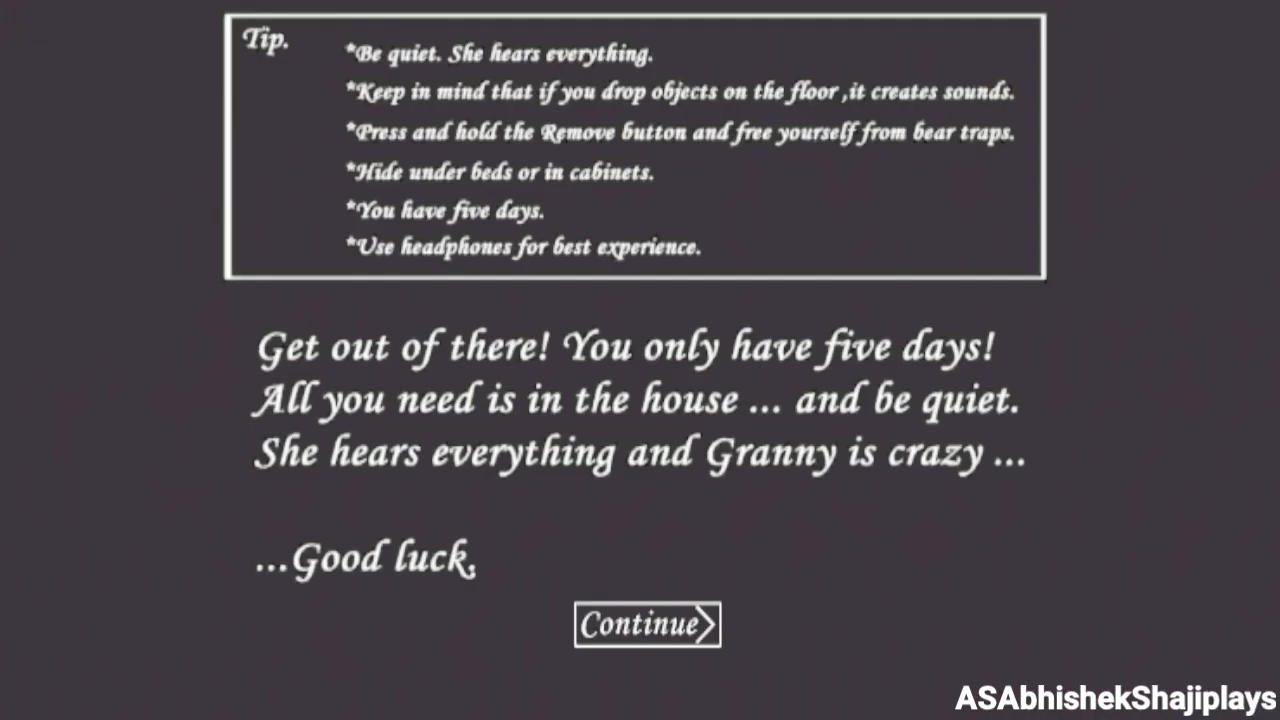 Tip.
*Be quiet. She hears everything.
*Keep in mind that if you drop objects on the floor ,it creates sounds.
*Press and hold the Remove button and free yourself from bear traps.
*Hide under beds or in cabinets.
*You have five days.
*Use headphones for best experience.
Get out of there! You only have five days!
All you need is in the house ... and be quiet.
She hears everything and Granny is crazy ...
...Good luck.
Continue>
ASAbhishekShajiplays